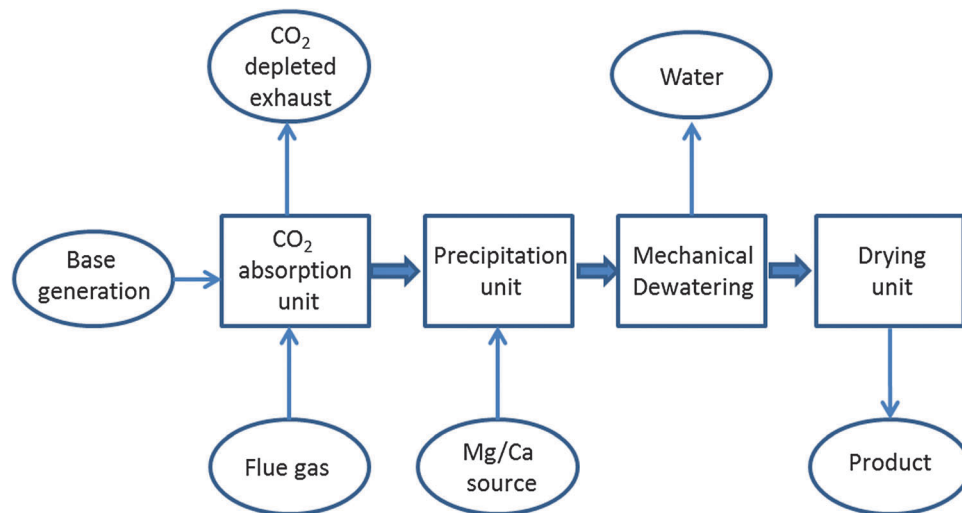 CO₂
depleted
exhaust
Water
Base
generation
CO₂
absorption
unit
Precipitation
unit
Mechanical
Dewatering
Drying
unit
Flue gas
Mg/Ca
source
Product